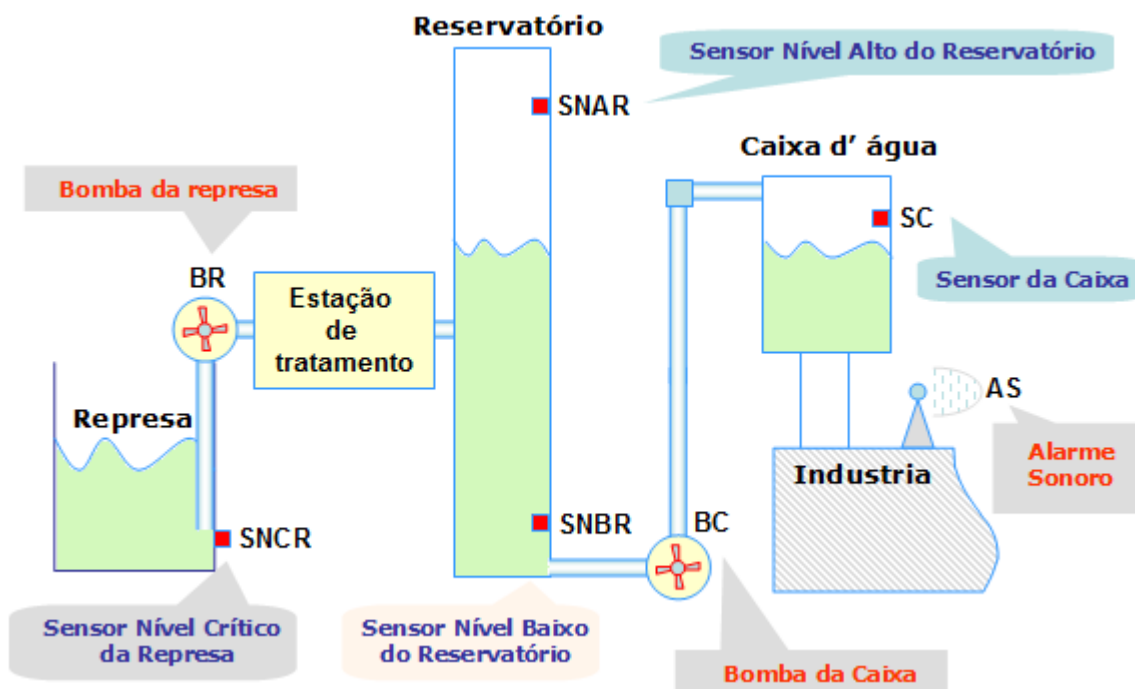 Reservatório
Sensor Nível Alto do Reservatório
SNAR
Caixa d' água
Bomba da represa
SC
BR
Sensor da Caixa
Estação
de
tratamento
AS
Represa
Alarme
Sonoro
Industria
SNCR
SNBR
BC
Sensor Nível Crítico
da Represa
Sensor Nível Baixo
do Reservatório
Bomba da Caixa